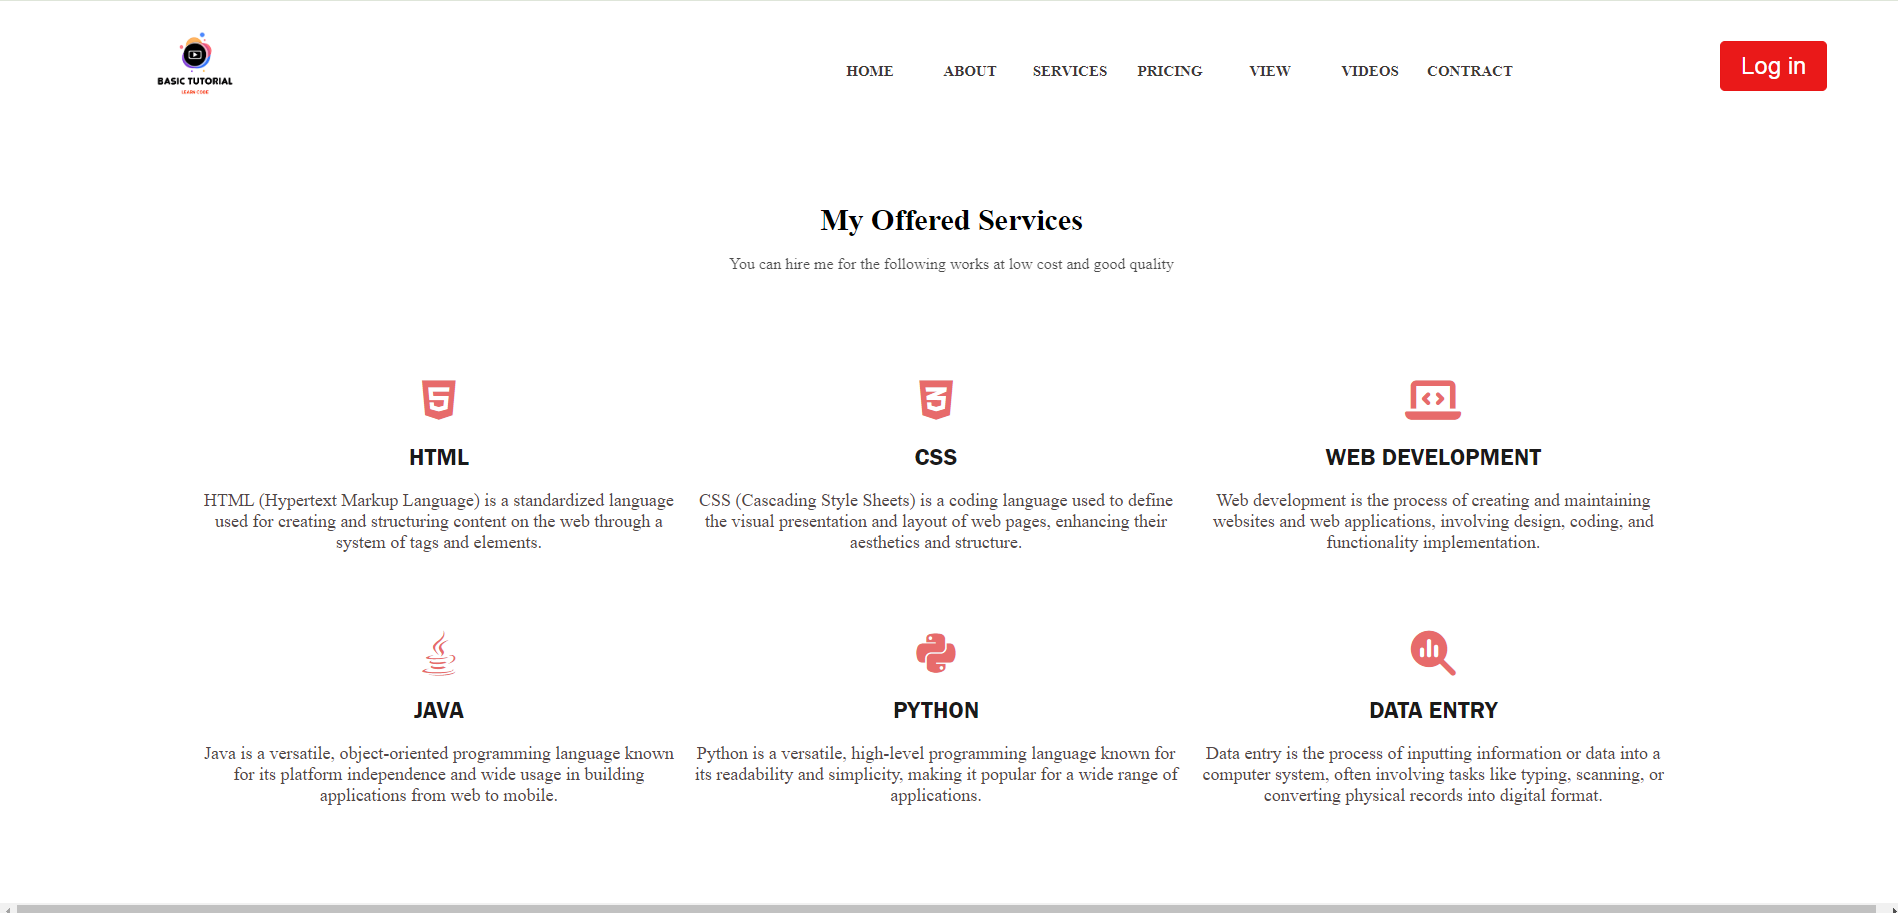 BASIC TUTORIAL
LEARN CODE
HOME ABOUT SERVICES PRICING VIEW VIDEOS CONTRACT
Log in
My Offered Services
You can hire me for the following works at low cost and good quality
HTML
HTML (Hypertext Markup Language) is a standardized language
used for creating and structuring content on the web through a
system of tags and elements.
CSS
CSS (Cascading Style Sheets) is a coding language used to define
the visual presentation and layout of web pages, enhancing their
aesthetics and structure.
WEB DEVELOPMENT
Web development is the process of creating and maintaining
websites and web applications, involving design, coding, and
functionality implementation.
JAVA
Java is a versatile, object-oriented programming language known
for its platform independence and wide usage in building
applications from web to mobile.
PYTHON
Python is a versatile, high-level programming language known for
its readability and simplicity, making it popular for a wide range of
applications.
DATA ENTRY
Data entry is the process of inputting information or data into a
computer system, often involving tasks like typing, scanning, or
converting physical records into digital format.